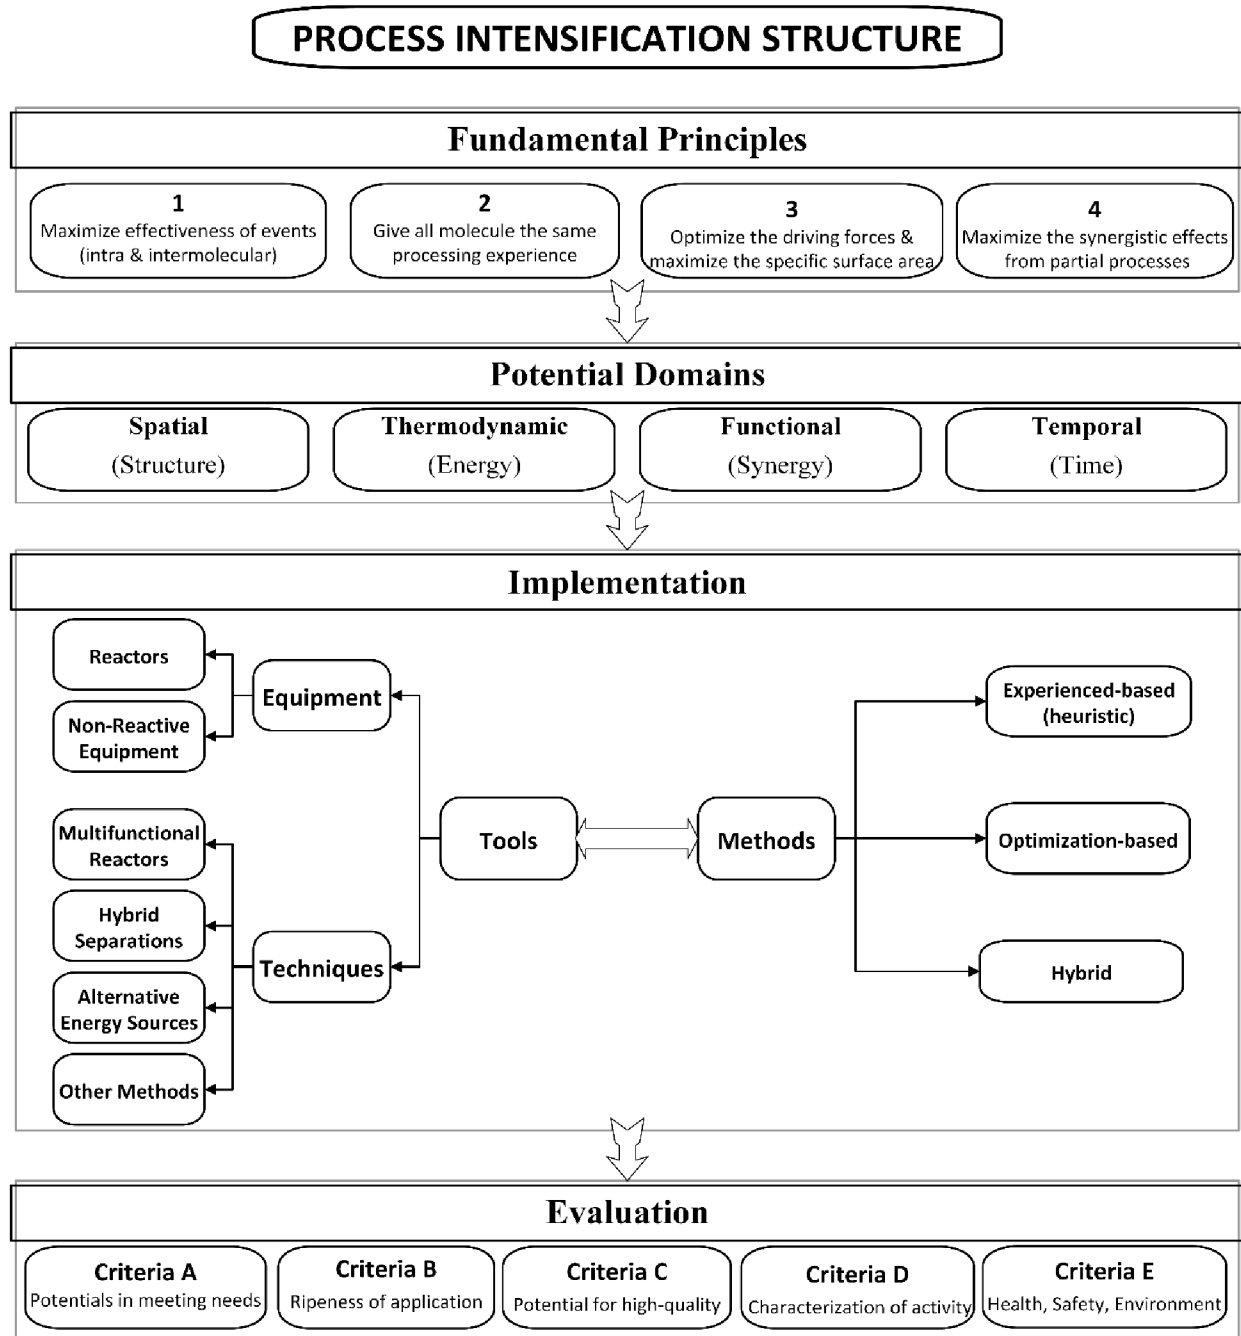 PROCESS INTENSIFICATION STRUCTURE
Fundamental Principles
1
Maximize effectiveness of events
(intra & intermolecular)
2
Give all molecule the same
processing experience
3
Optimize the driving forces &
maximize the specific surface area
4
Maximize the synergistic effects
from partial processes
Potential Domains
Spatial
(Structure)
Thermodynamic
(Energy)
Functional
(Synergy)
Temporal
(Time)
Implementation
Reactors
Non-Reactive
Equipment
Equipment
Multifunctional
Reactors
Hybrid
Separations
Alternative
Energy Sources
Other Methods
Techniques
Tools
Methods
Experienced-based
(heuristic)
Optimization-based
Hybrid
Evaluation
Criteria A
Potentials in meeting needs
Criteria B
Ripeness of application
Criteria C
Potential for high-quality
Criteria D
Characterization of activity
Criteria E
Health, Safety, Environment